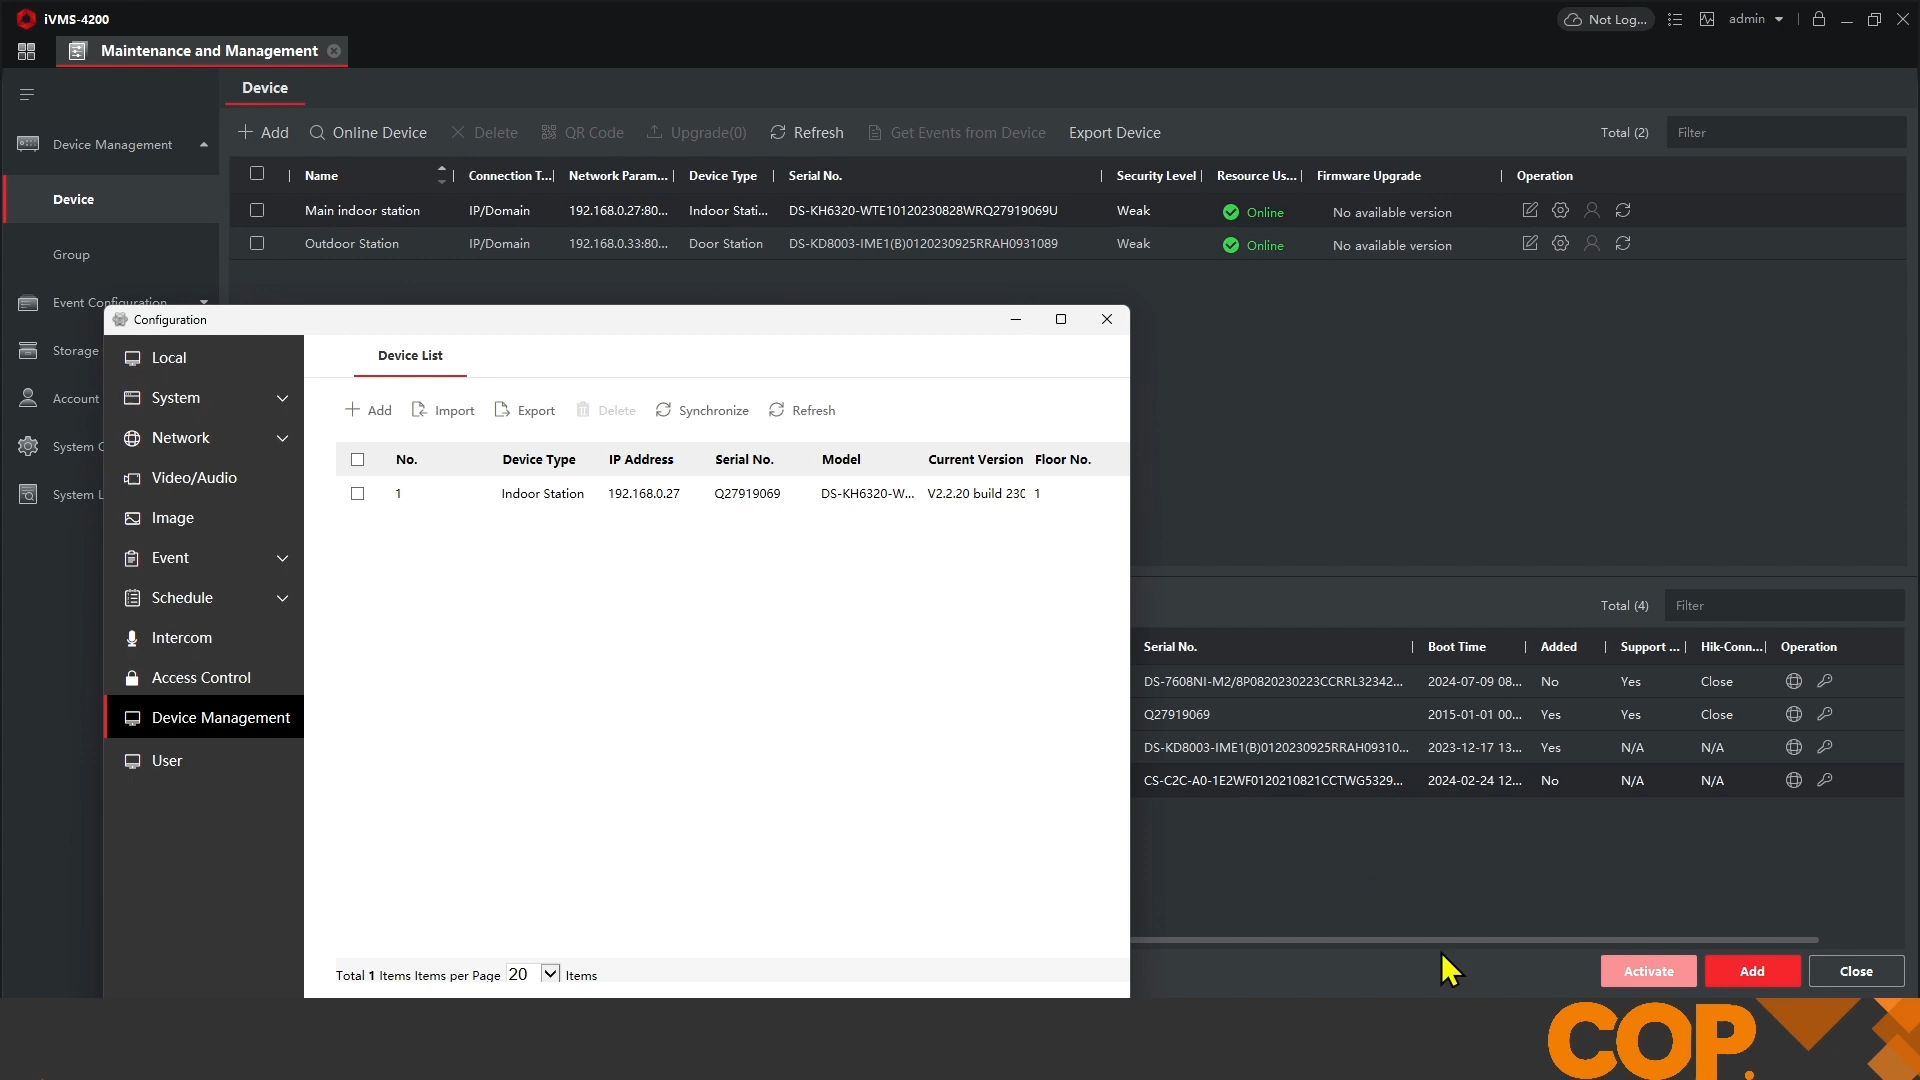 iVMS-4200
Not Log...
admin
Maintenance and Management
Device
Add
Online Device
Delete
QR Code
Upgrade(0)
Refresh
Get Events from Device
Export Device
Total (2)
Filter
Device Management
Device
Group
Event Configuration
Storage
Account
System C
System L
Name
Connection T...
Network Param...
Device Type
Serial No.
Security Level
Resource Us...
Firmware Upgrade
Operation
Main indoor station
IP/Domain
192.168.0.27:80...
Indoor Stati...
DS-KH6320-WTE10120230828WRQ27919069U
Weak
Online
No available version
Outdoor Station
IP/Domain
192.168.0.33:80...
Door Station
DS-KD8003-IME1(B)0120230925RRAH0931089
Weak
Online
No available version
Configuration
Local
System
Network
Video/Audio
Image
Event
Schedule
Intercom
Access Control
Device Management
User
Device List
Add
Import
Export
Delete
Synchronize
Refresh
No.
Device Type
IP Address
Serial No.
Model
Current Version
Floor No.
1
Indoor Station
192.168.0.27
Q27919069
DS-KH6320-W...
V2.2.20 build 230
1
Total 1 Items Items per Page 20 Items
Total (4)
Filter
Serial No.
Boot Time
Added
Support ...
Hik-Conn...
Operation
DS-7608NI-M2/8P0820230223CCRRL32342...
2024-07-09 08...
No
Yes
Close
Q27919069
2015-01-01 00...
Yes
Yes
Close
DS-KD8003-IME1(B)0120230925RRAH09310...
2023-12-17 13...
Yes
N/A
N/A
CS-C2C-A0-1E2WF0120210821CCTWG5329...
2024-02-24 12...
No
N/A
N/A
Activate
Add
Close
COP.